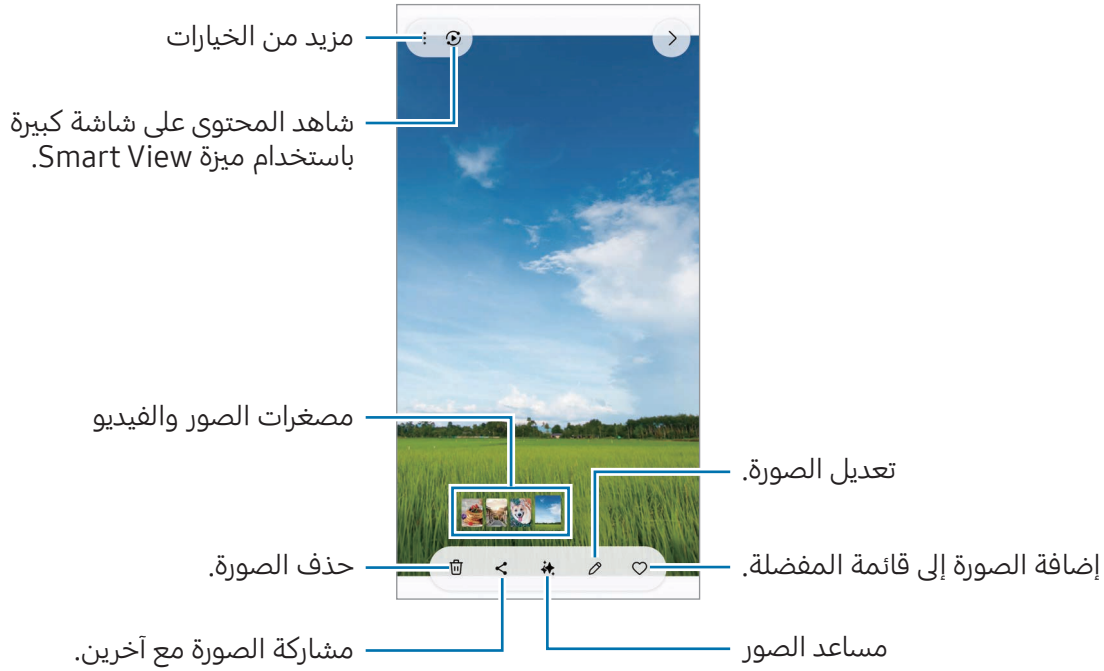 مزيد من الخيارات
شاهد المحتوى على شاشة كبيرة
باستخدام ميزة Smart View.
مصغرات الصور والفيديو
تعديل الصورة.
حذف الصورة.
إضافة الصورة إلى قائمة المفضلة.
مشاركة الصورة مع آخرين.
مساعد الصور